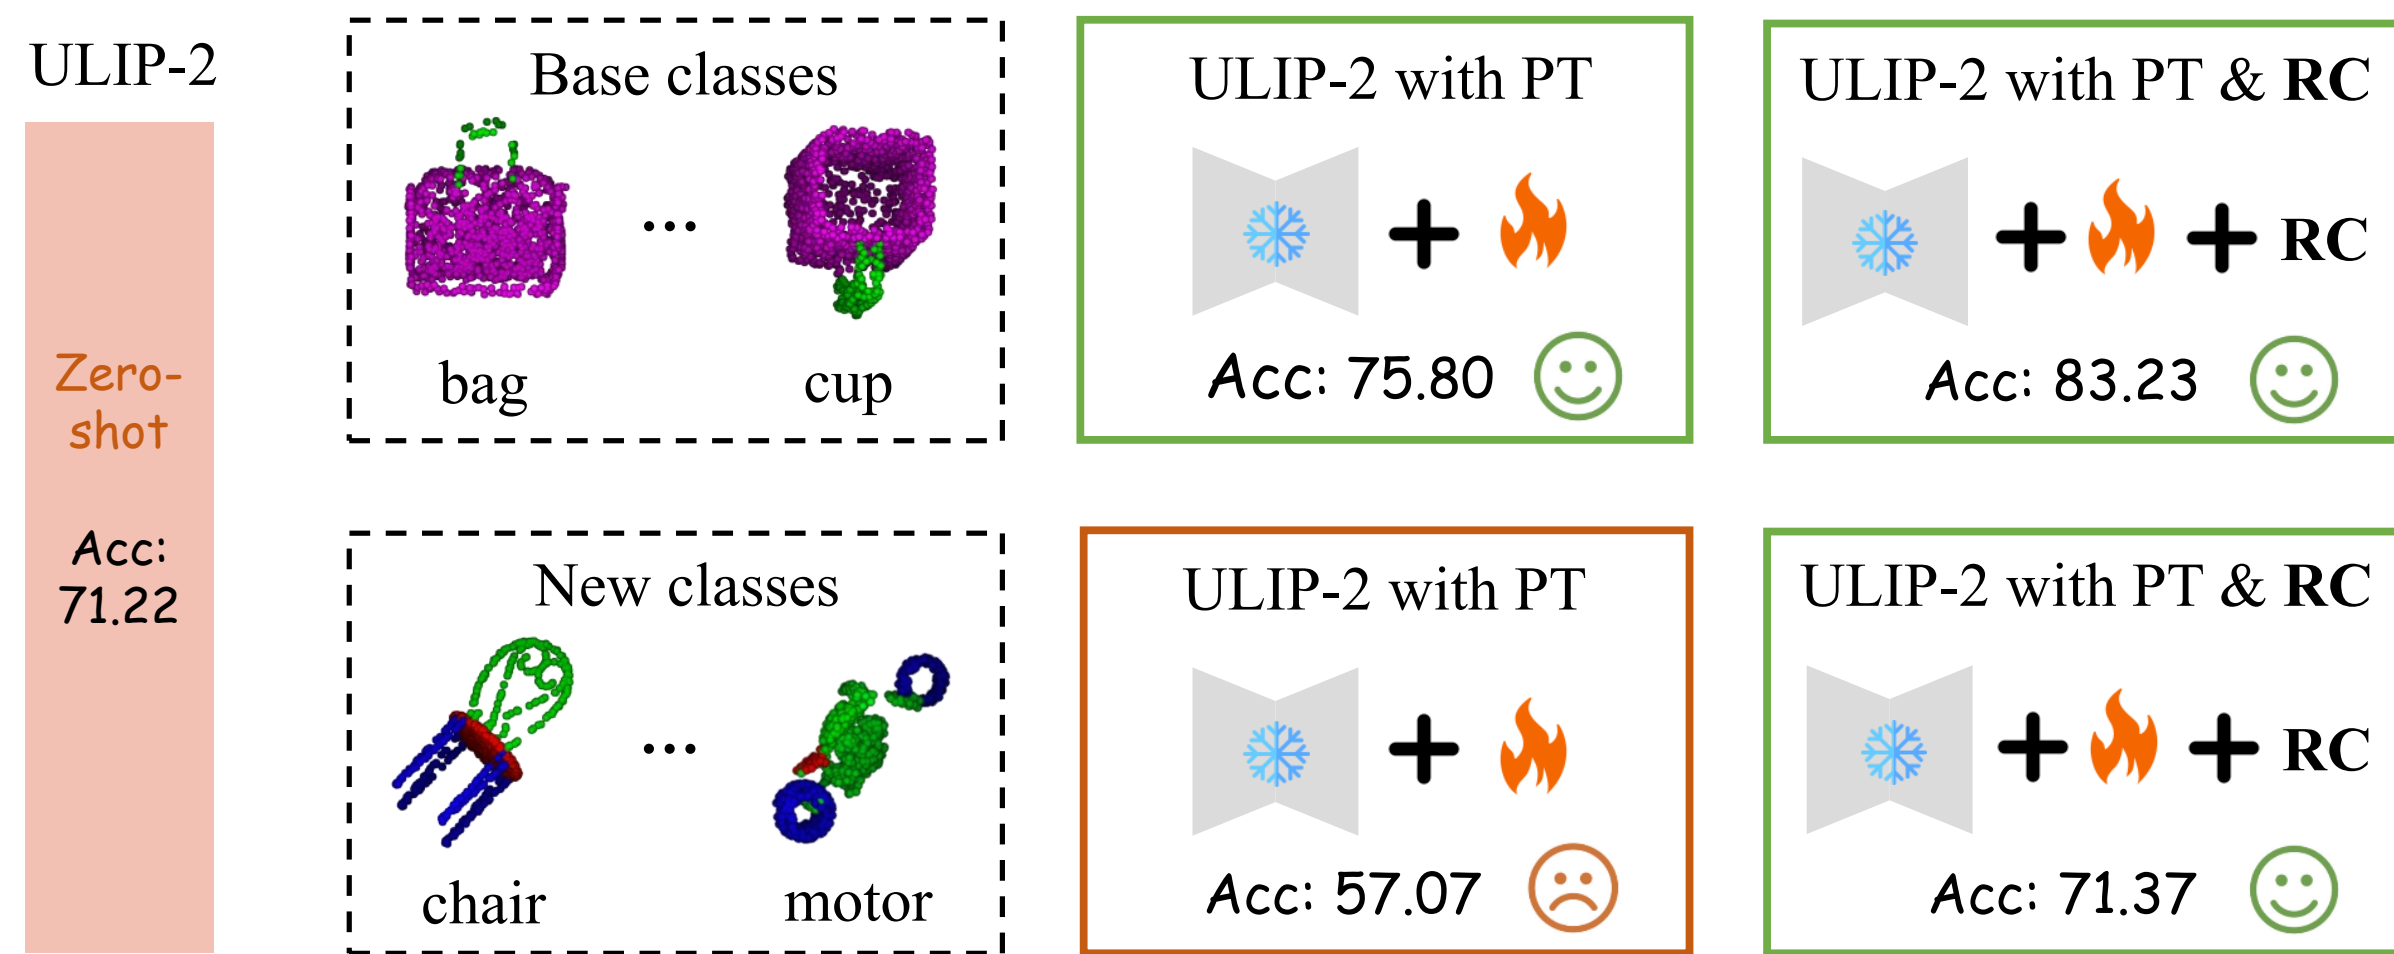 ULIP-2
Zero-
shot
Acc:
71.22
Base classes
...
bag
cup
ULIP-2 with PT
Acc: 75.80
ULIP-2 with PT & RC
RC
Acc: 83.23
New classes
...
chair
motor
ULIP-2 with PT
Acc: 57.07
ULIP-2 with PT & RC
RC
Acc: 71.37